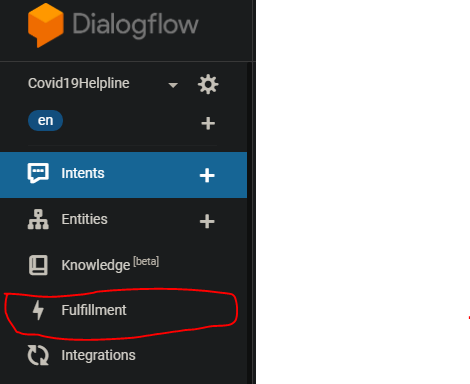 Dialogflow
Covid19Helpline
en
Intents
Entities
Knowledge [beta]
Fulfillment
Integrations